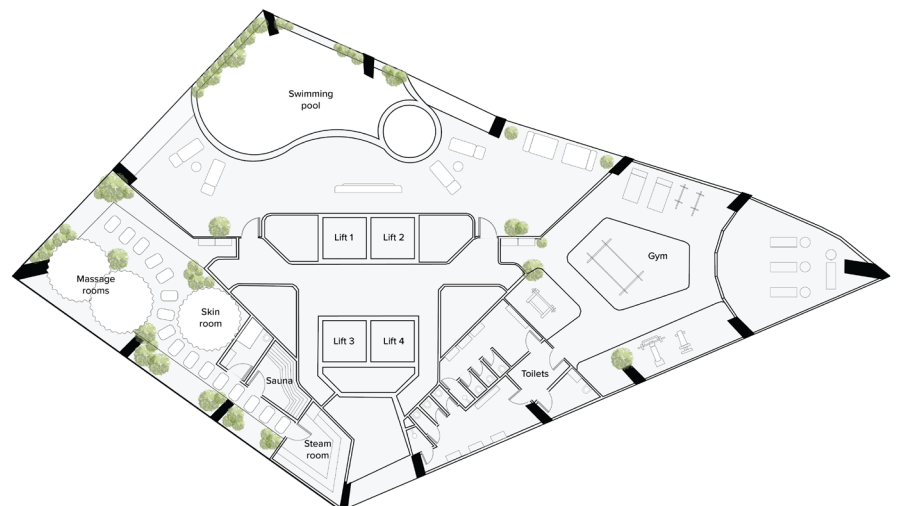 Swimming
pool
Lift 1
Lift 2
Gym
Massage
rooms
Skin
room
Lift 3
Lift 4
Sauna
Toilets
Steam
room